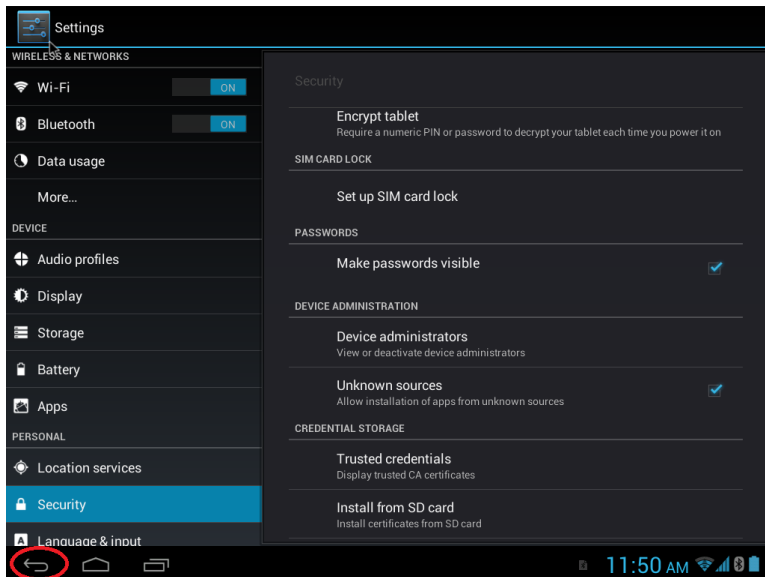 Settings
WIRELESS & NETWORKS
Wi-Fi ON
Bluetooth ON
Data usage
More...
DEVICE
Audio profiles
Display
Storage
Battery
Apps
PERSONAL
Location services
Security
Language & input
Security
Encrypt tablet
Require a numeric PIN or password to decrypt your tablet each time you power it on
SIM CARD LOCK
Set up SIM card lock
PASSWORDS
Make passwords visible
DEVICE ADMINISTRATION
Device administrators
View or deactivate device administrators
Unknown sources
Allow installation of apps from unknown sources
CREDENTIAL STORAGE
Trusted credentials
Display trusted CA certificates
Install from SD card
Install certificates from SD card
11:50 AM